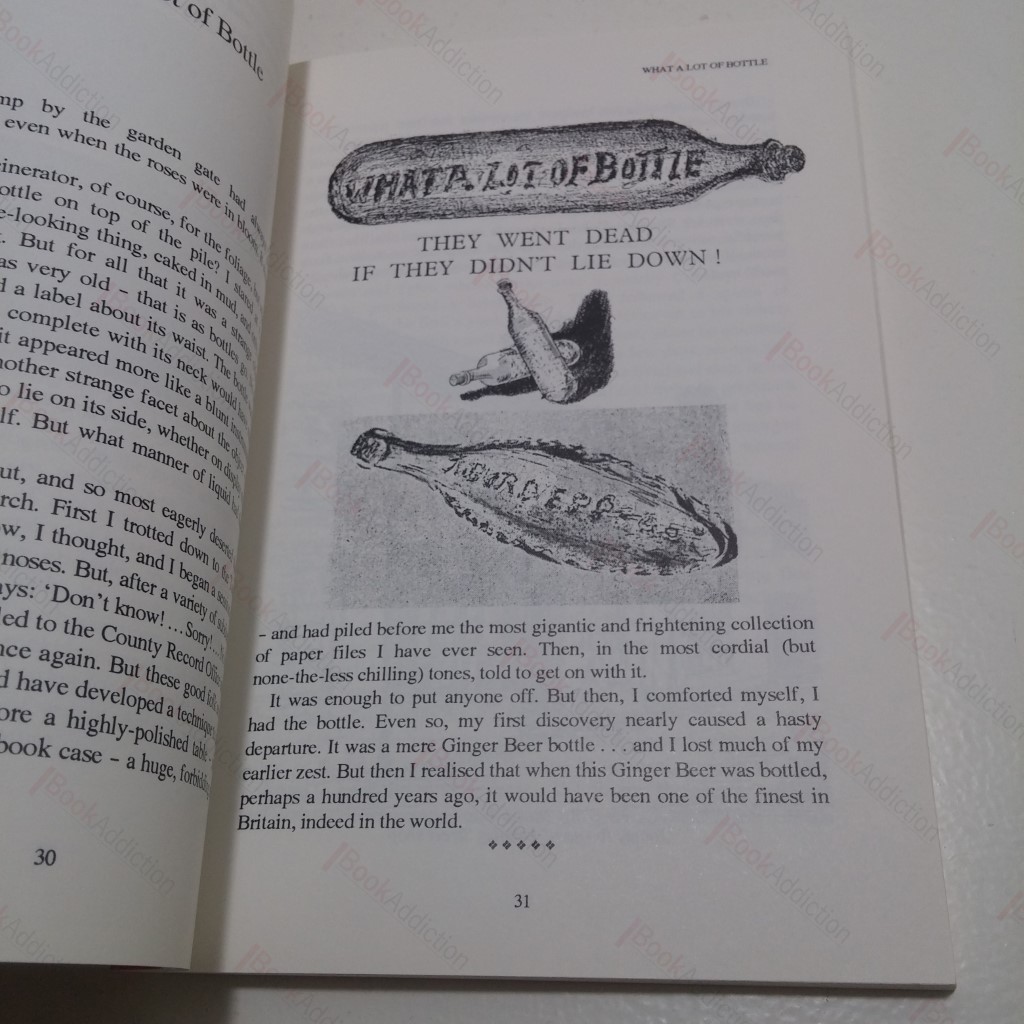 t of Bottle
mp by the garden gate had
even when the roses were in bloom
cinerator, of course, for the foliage
ottle on top of the pile? I
e-looking thing, caked in mud, and
. But for all that it was a strange
as very old – that is as bottles go
d a label about its waist. The
complete with its neck would have
it appeared more like a blunt
nother strange facet about the
o lie on its side, whether on
lf. But what manner of liquid
ut, and so most eagerly
rch. First I trotted down to the
ow, I thought, and I began a
noses. But, after a variety of
ays: ‘Don’t know! . . . Sorry! . . .
led to the County Record
nce again. But these good
d have developed a technique
ore a highly-polished table –
book case – a huge,
30
WHAT A LOT OF BOTTLE
WHAT A LOT OF BOTTLE
THEY WENT DEAD
IF THEY DIDN'T LIE DOWN !
– and had piled before me the most gigantic and frightening collection
of paper files I have ever seen. Then, in the most cordial (but
none-the-less chilling) tones, told to get on with it.
It was enough to put anyone off. But then, I comforted myself, I
had the bottle. Even so, my first discovery nearly caused a hasty
departure. It was a mere Ginger Beer bottle . . . and I lost much of my
earlier zest. But then I realised that when this Ginger Beer was bottled,
perhaps a hundred years ago, it would have been one of the finest in
Britain, indeed in the world.
31
BookAddiction